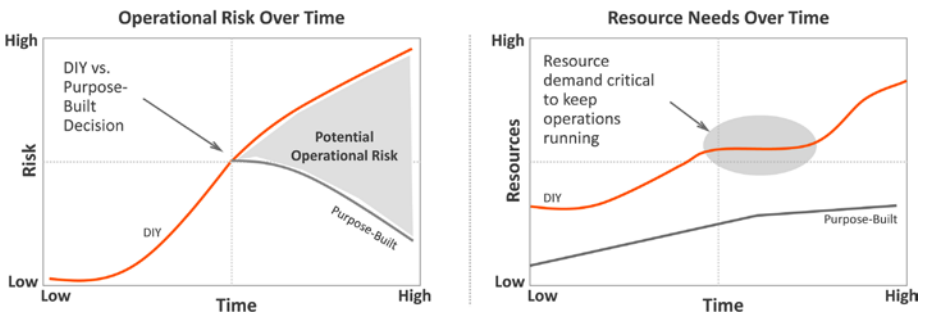 Operational Risk Over Time
High
DIY vs.
Purpose-
Built
Decision
Potential
Operational Risk
Risk
DIY
Purpose-Built
Low
Low
Time
High
Resource Needs Over Time
High
Resource
demand critical
to keep
operations
running
Resources
DIY
Purpose-Built
Low
Low
Time
High